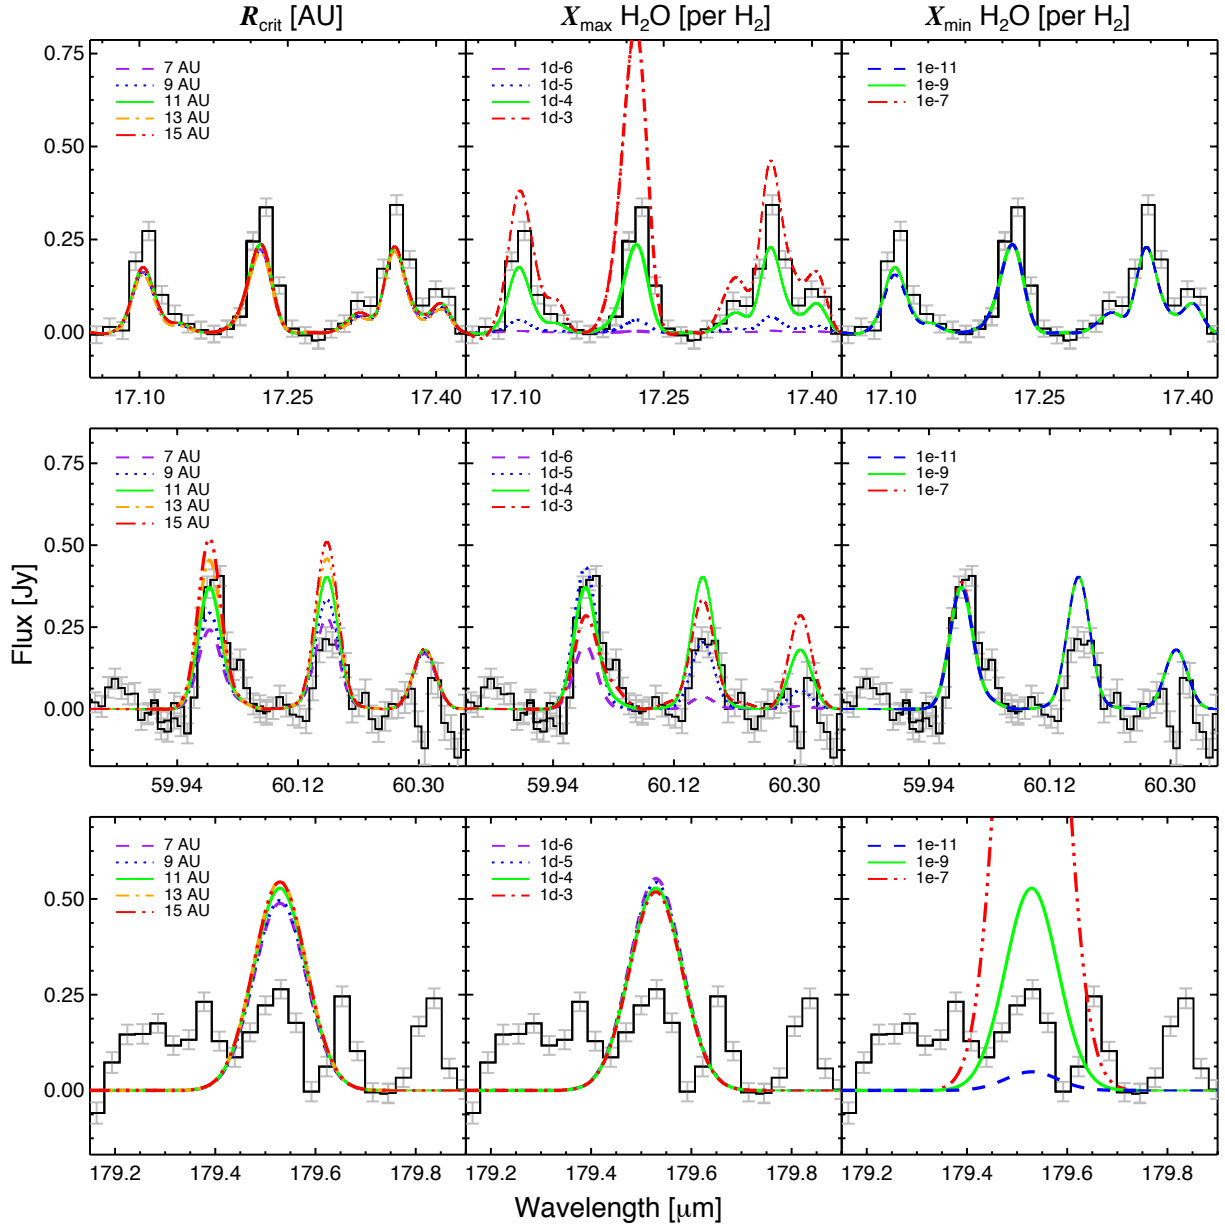 R_crit [AU] X_max H₂O [per H₂] X_min H₂O [per H₂]
0.75
0.50
0.25
0.00
7 AU
9 AU
11 AU
13 AU
15 AU
1d-6
1d-5
1d-4
1d-3
1e-11
1e-9
1e-7
17.10 17.25 17.40 17.10 17.25 17.40 17.10 17.25 17.40
0.75
0.50
0.25
0.00
7 AU
9 AU
11 AU
13 AU
15 AU
1d-6
1d-5
1d-4
1d-3
1e-11
1e-9
1e-7
59.94 60.12 60.30 59.94 60.12 60.30 59.94 60.12 60.30
Flux [Jy]
0.50
0.25
0.00
7 AU
9 AU
11 AU
13 AU
15 AU
1d-6
1d-5
1d-4
1d-3
1e-11
1e-9
1e-7
179.2 179.4 179.6 179.8 179.2 179.4 179.6 179.8 179.2 179.4 179.6 179.8
Wavelength [μm]